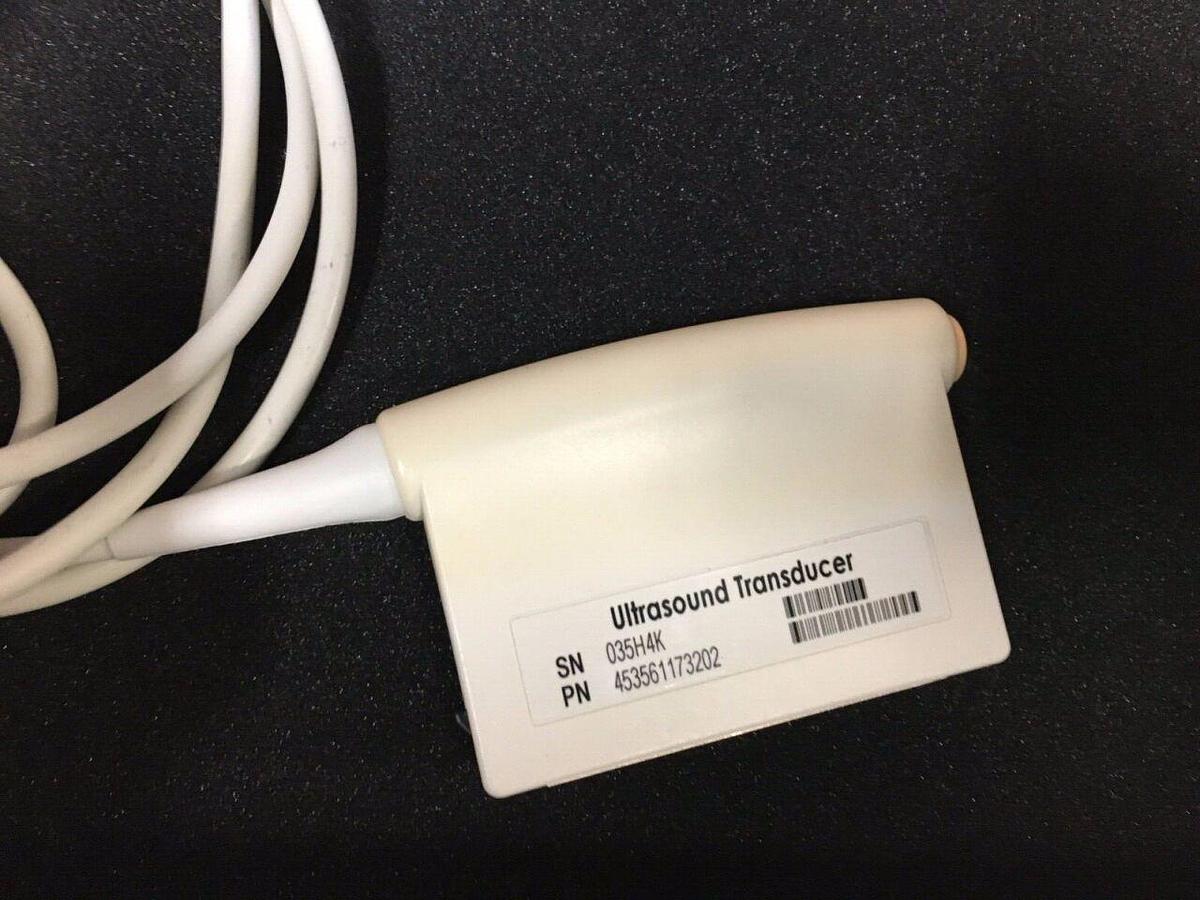 Ultrasound Transducer
SN 035H4K
PN 453561173202